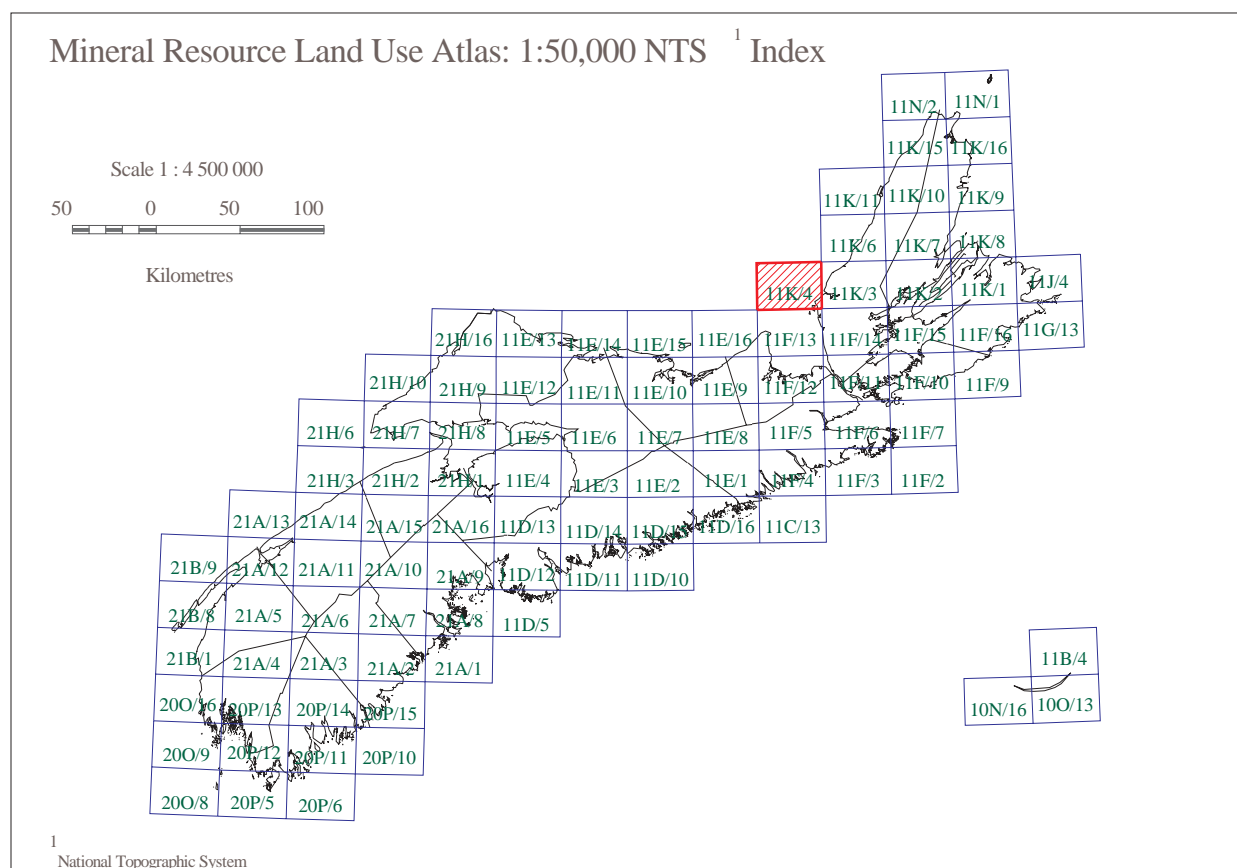 Mineral Resource Land Use Atlas: 1:50,000 NTS 1 Index
Scale 1 : 4 500 000
50 0 50 100
Kilometres
11N/2 11N/1
11K/15 11K/16
11K/11 11K/10 11K/9
11K/6 11K/7 11K/8
11K/4 11K/3 11K/2 11K/1 11J/4
21H/16 11E/13 11E/14 11E/15 11E/16 11F/13 11F/14 11F/15 11F/16 11G/13
21H/10 21H/9 11E/12 11E/11 11E/10 11E/9 11F/12 11F/11 11F/10 11F/9
21H/6 21H/7 21H/8 11E/5 11E/6 11E/7 11E/8 11F/5 11F/6 11F/7
21H/3 21H/2 21H/1 11E/4 11E/3 11E/2 11E/1 11F/4 11F/3 11F/2
21A/13 21A/14 21A/15 21A/16 11D/13 11D/14 11D/15 11D/16 11C/13
21B/9 21A/12 21A/11 21A/10 21A/9 11D/12 11D/11 11D/10
21B/8 21A/5 21A/6 21A/7 21A/8 11D/5
21B/1 21A/4 21A/3 21A/2 21A/1 11B/4
20O/16 20P/13 20P/14 20P/15 10N/16 10O/13
20O/9 20P/12 20P/11 20P/10
20O/8 20P/5 20P/6
1
National Topographic System